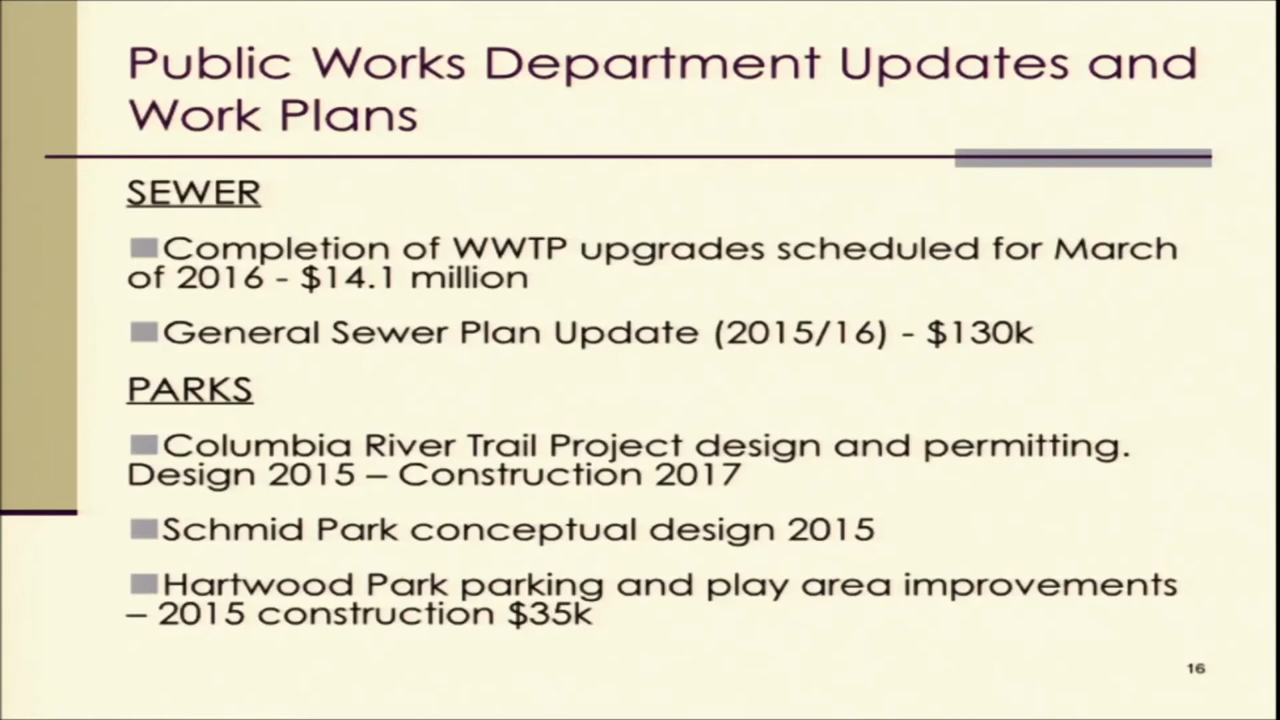 Public Works Department Updates and
Work Plans
SEWER
Completion of WWTP upgrades scheduled for March
of 2016 - $14.1 million
General Sewer Plan Update (2015/16) - $130k
PARKS
Columbia River Trail Project design and permitting.
Design 2015 – Construction 2017
Schmid Park conceptual design 2015
Hartwood Park parking and play area improvements
– 2015 construction $35k
16